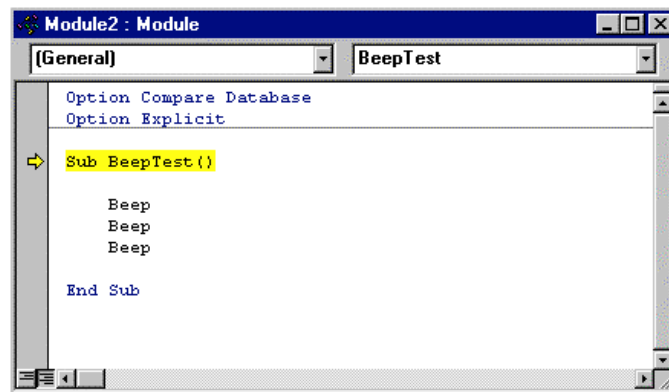 Module2 : Module
(General) BeepTest
Option Compare Database
Option Explicit
Sub BeepTest()
Beep
Beep
Beep
End Sub